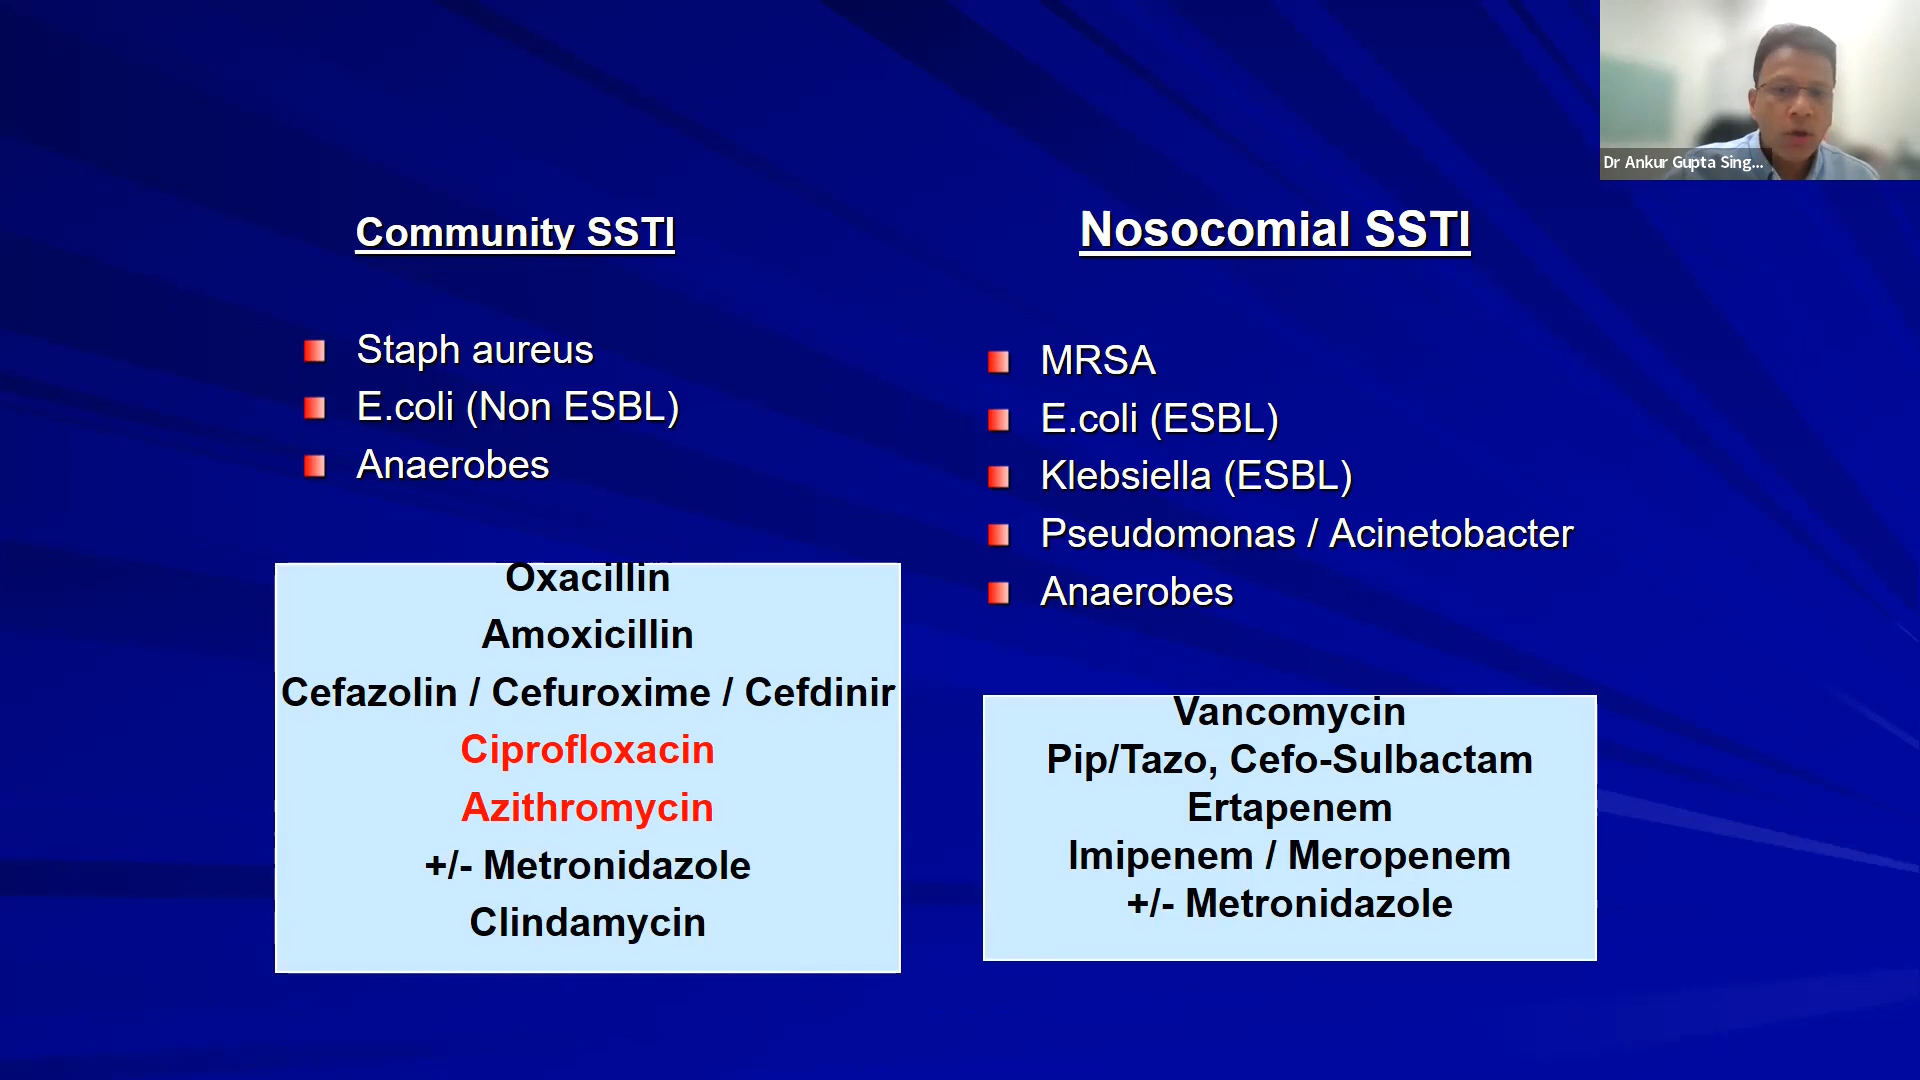 Dr Ankur Gupta Sing...
Community SSTI
Staph aureus
E.coli (Non ESBL)
Anaerobes
Oxacillin
Amoxicillin
Cefazolin / Cefuroxime / Cefdinir
Ciprofloxacin
Azithromycin
+/- Metronidazole
Clindamycin
Nosocomial SSTI
MRSA
E.coli (ESBL)
Klebsiella (ESBL)
Pseudomonas / Acinetobacter
Anaerobes
Vancomycin
Pip/Tazo, Cefo-Sulbactam
Ertapenem
Imipenem / Meropenem
+/- Metronidazole